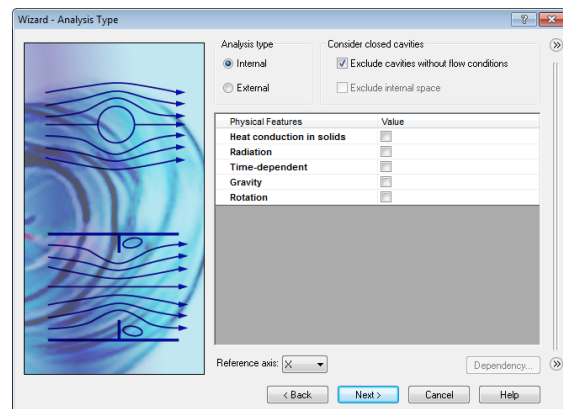 Wizard - Analysis Type
Analysis type
Internal
External
Consider closed cavities
Exclude cavities without flow conditions
Exclude internal space
Physical Features Value
Heat conduction in solids
Radiation
Time-dependent
Gravity
Rotation
Reference axis: X
Dependency...
< Back Next > Cancel Help